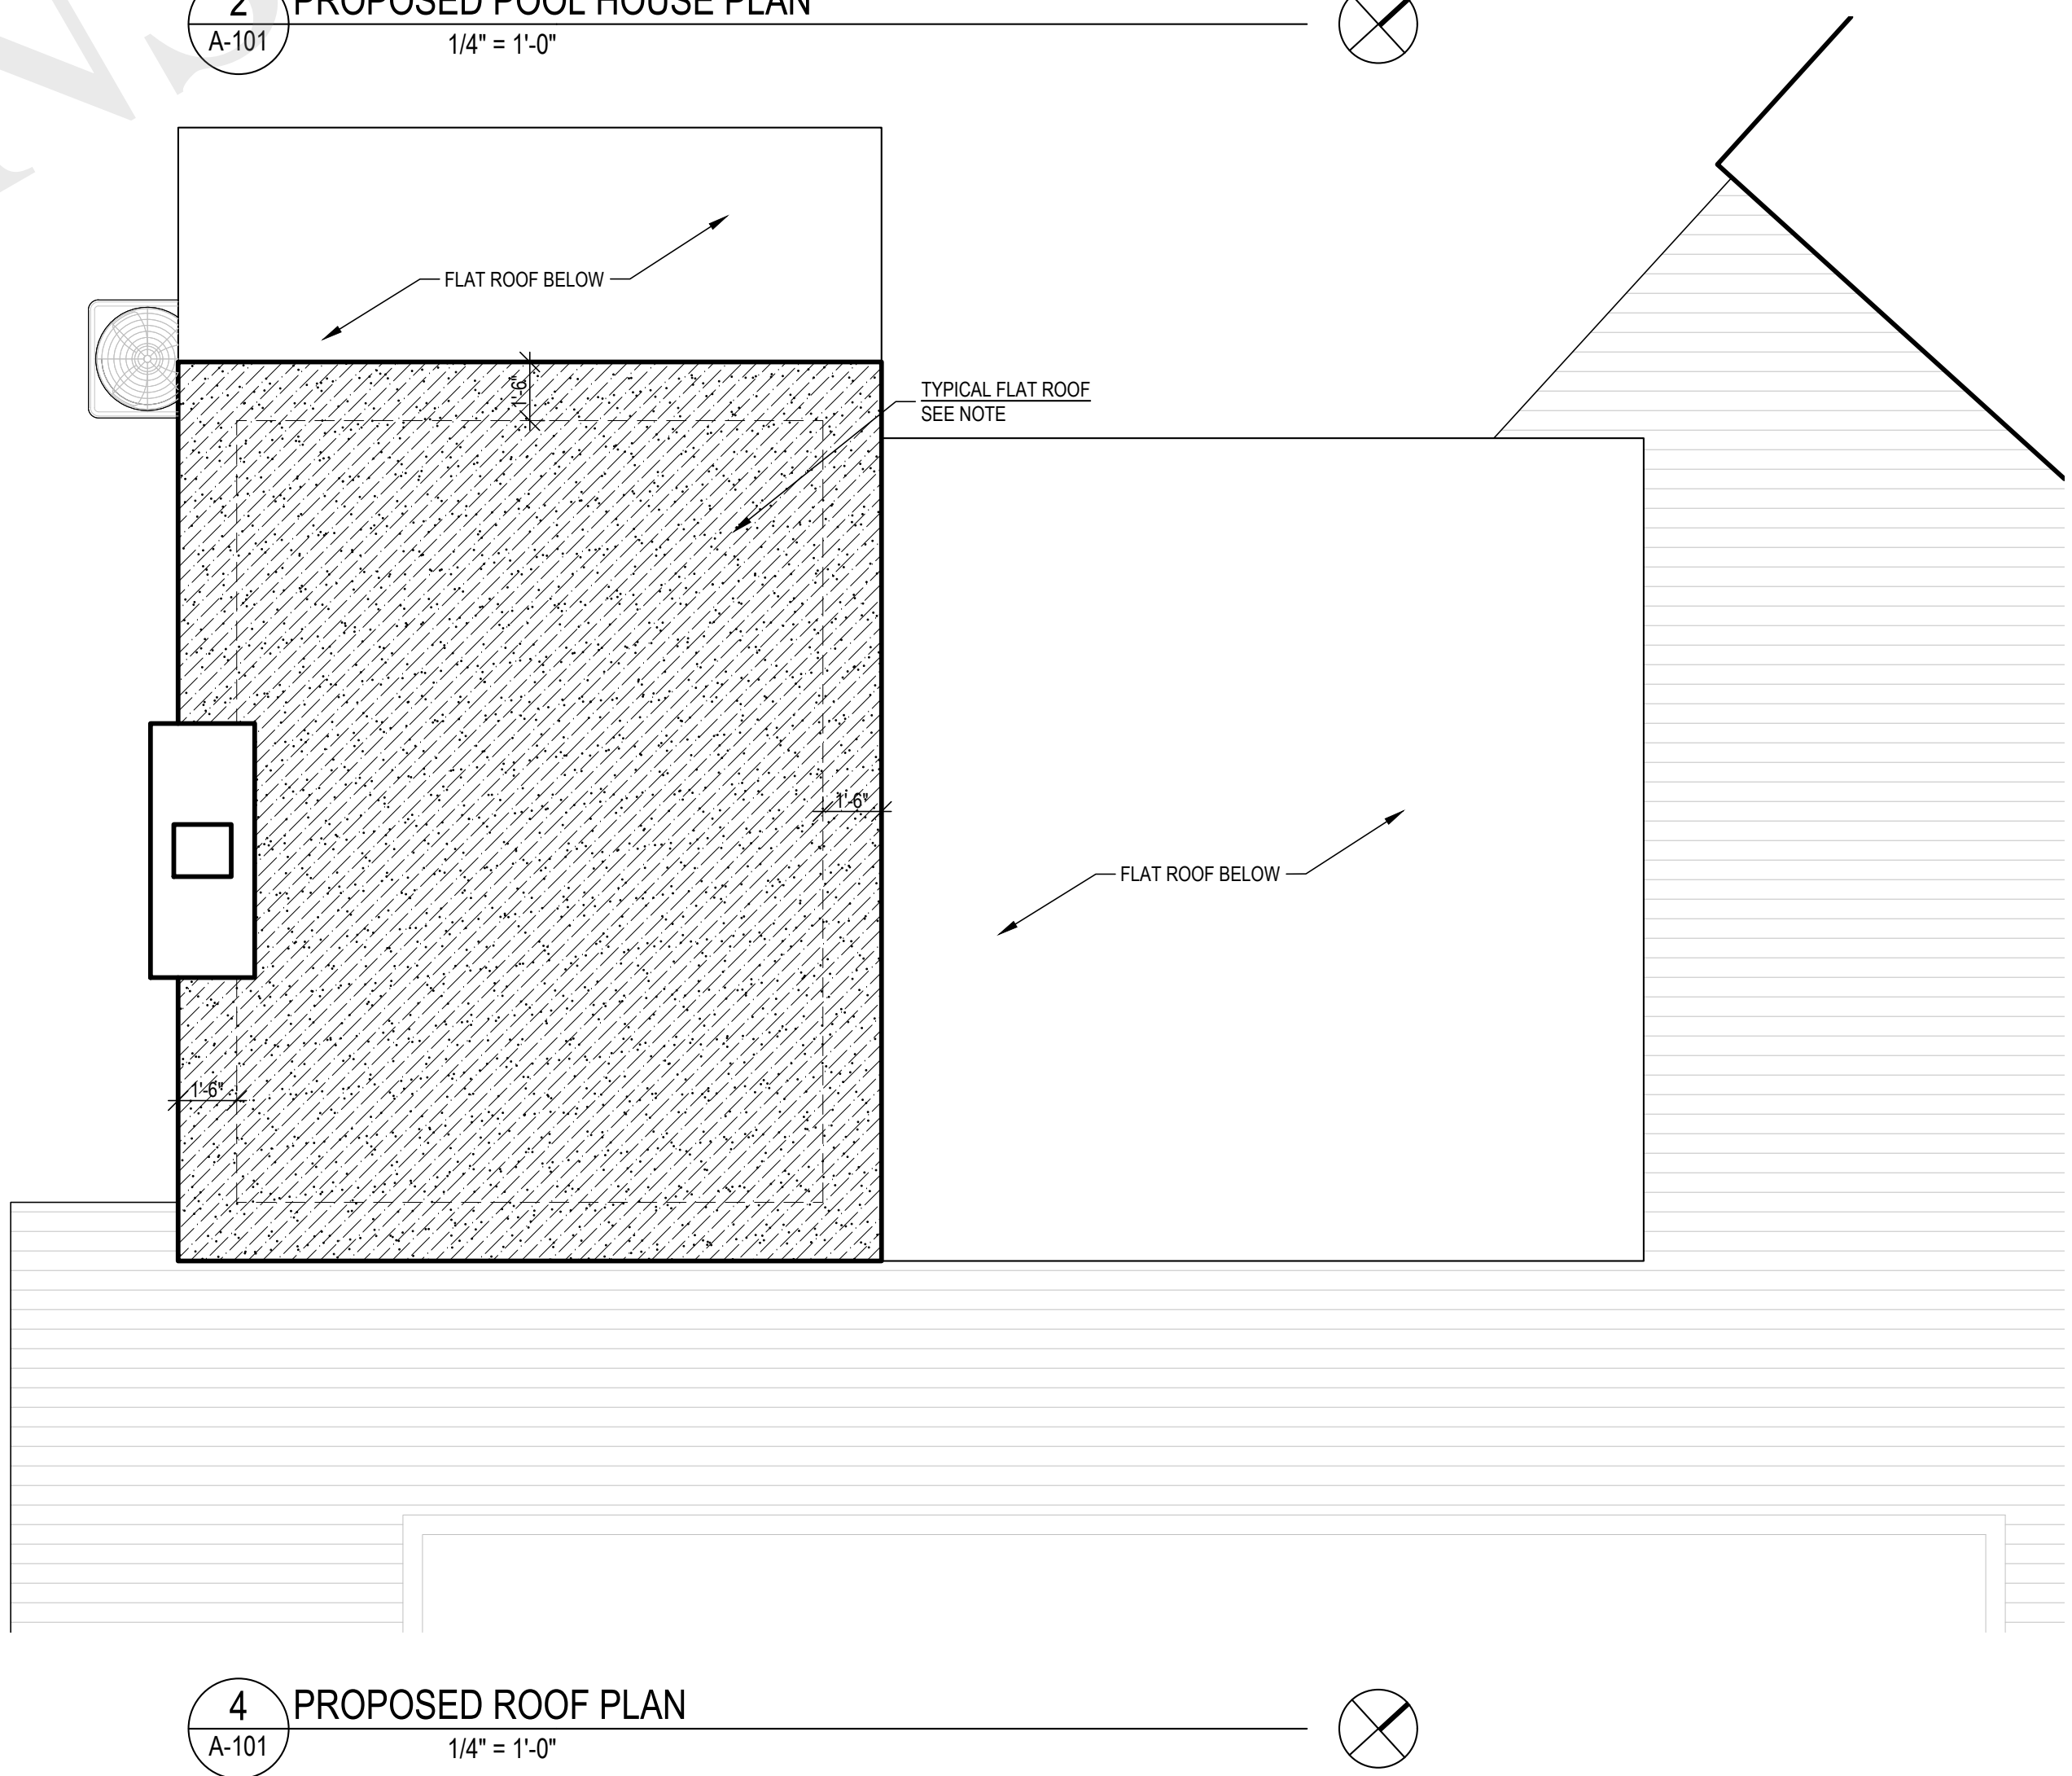 2
PROPOSED POOL HOUSE PLAN
A-101
1/4" = 1'-0"
FLAT ROOF BELOW
1'-6"
TYPICAL FLAT ROOF
SEE NOTE
1'-6"
FLAT ROOF BELOW
1'-6"
4
PROPOSED ROOF PLAN
A-101
1/4" = 1'-0"